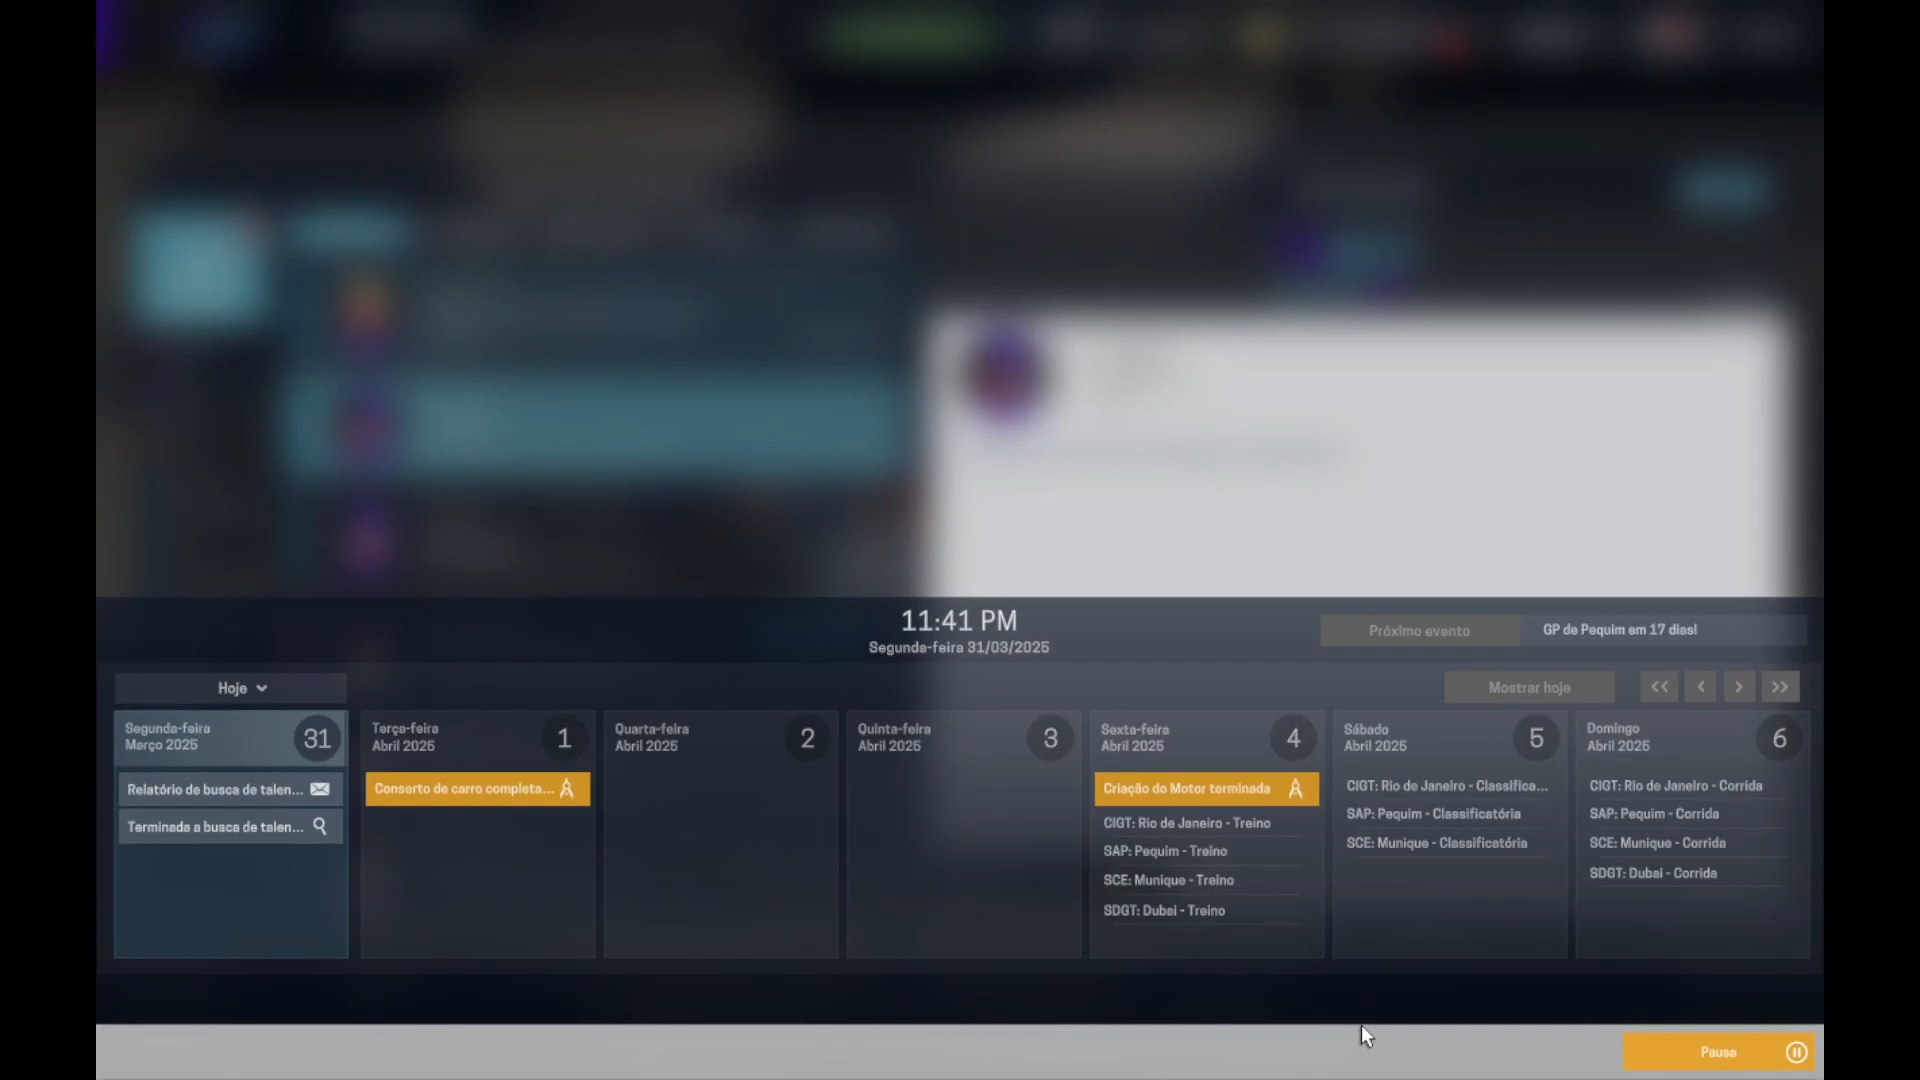 11:41 PM
Segunda-feira 31/03/2025
Próximo evento
GP de Pequim em 17 dias!
Hoje
Mostrar hoje
Segunda-feira
Março 2025
31
Relatório de busca de talen...
Terminada a busca de talen...
Terça-feira
Abril 2025
1
Conserto de carro completa...
Quarta-feira
Abril 2025
2
Quinta-feira
Abril 2025
3
Sexta-feira
Abril 2025
4
Criação do Motor terminada
CIGT: Rio de Janeiro - Treino
SAP: Pequim - Treino
SCE: Munique - Treino
SDGT: Dubai - Treino
Sábado
Abril 2025
5
CIGT: Rio de Janeiro - Classifica...
SAP: Pequim - Classificatória
SCE: Munique - Classificatória
Domingo
Abril 2025
6
CIGT: Rio de Janeiro - Corrida
SAP: Pequim - Corrida
SCE: Munique - Corrida
SDGT: Dubai - Corrida
Pausa